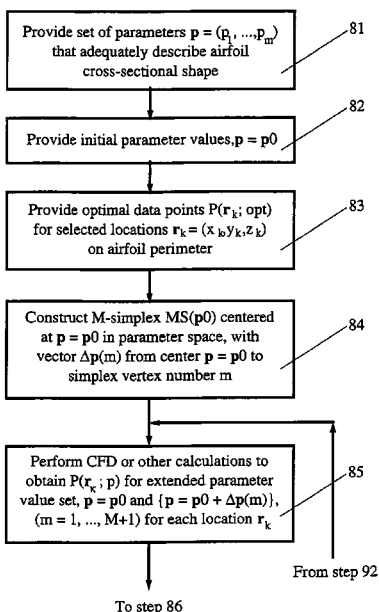 Provide set of parameters p = (p1, ...,pm)
that adequately describe airfoil
cross-sectional shape
81
Provide initial parameter values,p = p0
82
Provide optimal data points P(rk; opt)
for selected locations rk= (xk,yk,zk)
on airfoil perimeter
83
Construct M-simplex MS(p0) centered
at p = p0 in parameter space, with
vector Δp(m) from center p = p0 to
simplex vertex number m
84
Perform CFD or other calculations to
obtain P(rκ; p) for extended parameter
value set, p = p0 and {p = p0 + Δp(m)},
(m = 1, ..., M+1) for each location rk
85
From step 92
To step 86